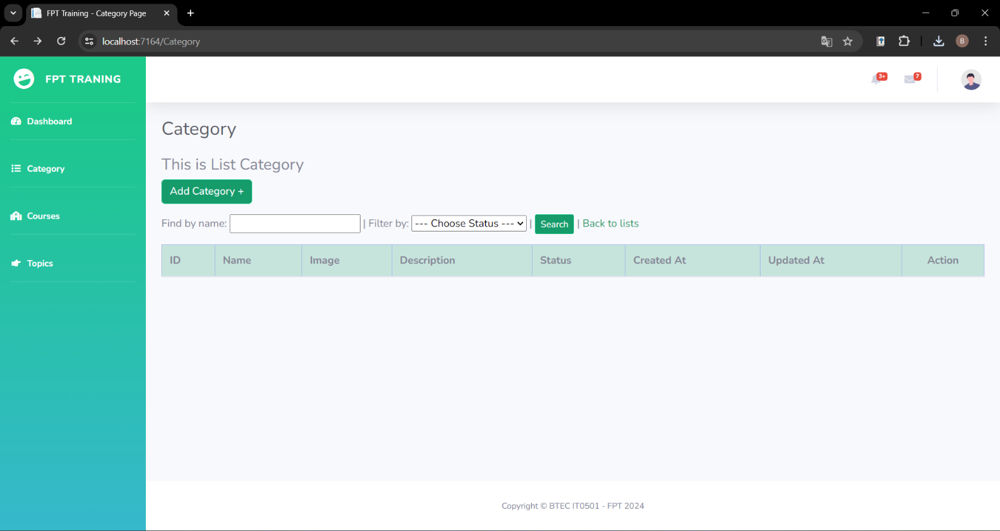 FPT Training - Category Page
localhost:7164/Category
B
FPT TRANING
3+
7
Dashboard
Category
Courses
Topics
Category
This is List Category
Add Category +
Find by name: | Filter by: --- Choose Status --- | Search | Back to lists
ID Name Image Description Status Created At Updated At Action
Copyright © BTEC IT0501 - FPT 2024